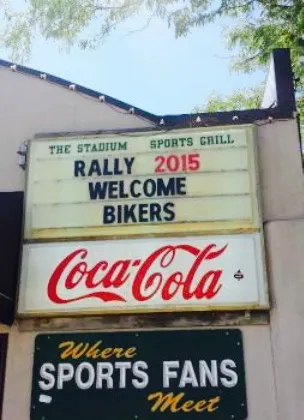 THE STADIUM SPORTS GRILL
RALLY 2015
WELCOME
BIKERS
Coca-Cola
Where
SPORTS FANS
Meet